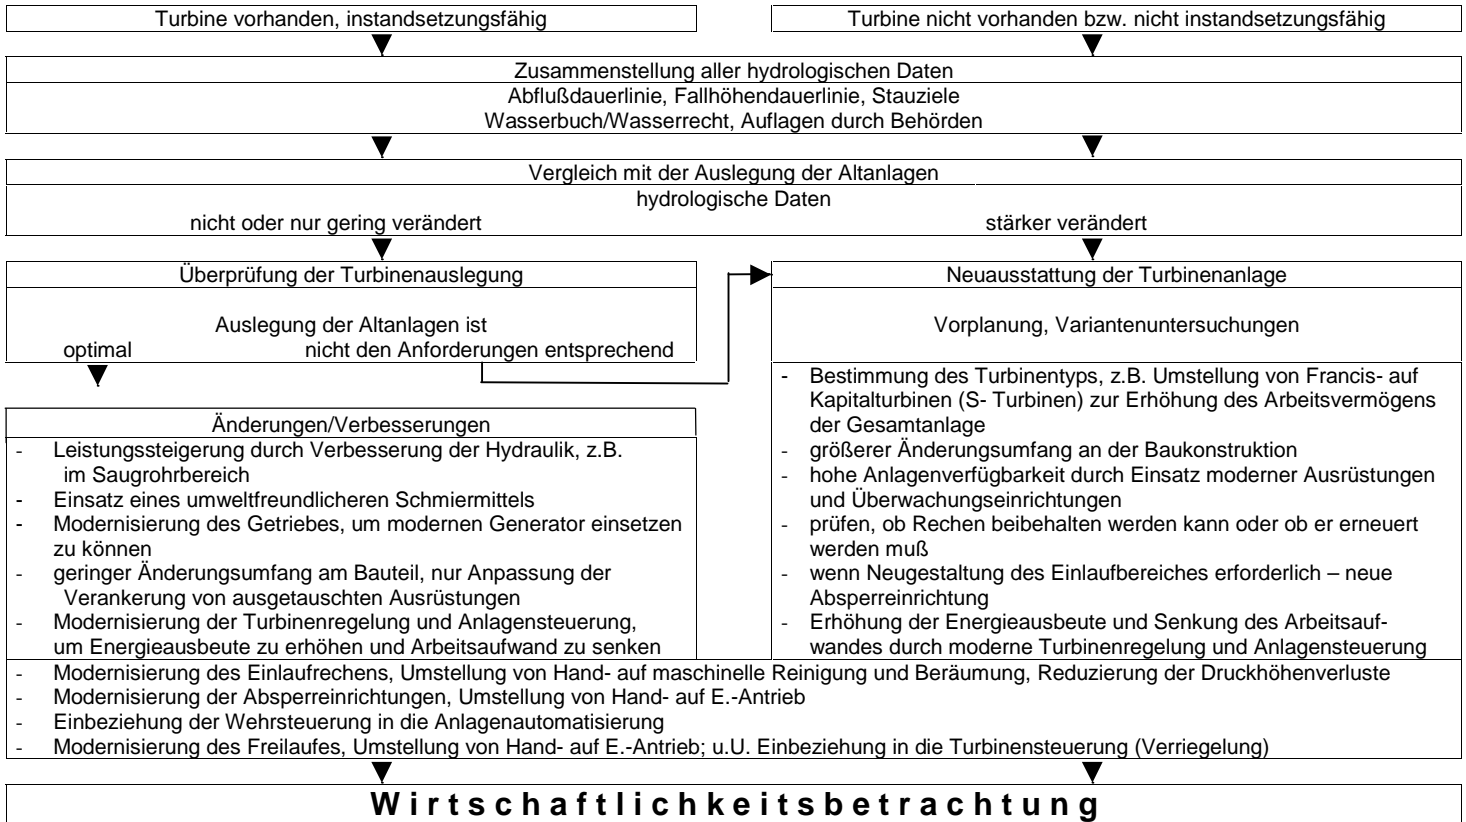 Turbine vorhanden, instandsetzungsfähig
Turbine nicht vorhanden bzw. nicht instandsetzungsfähig
Zusammenstellung aller hydrologischen Daten
Abflußdauerlinie, Fallhöhendauerlinie, Stauziele
Wasserbuch/Wasserrecht, Auflagen durch Behörden
Vergleich mit der Auslegung der Altanlagen
hydrologische Daten
nicht oder nur gering verändert
stärker verändert
Überprüfung der Turbinenauslegung
Auslegung der Altanlagen ist
optimal
nicht den Anforderungen entsprechend
Änderungen/Verbesserungen
- Leistungssteigerung durch Verbesserung der Hydraulik, z.B.
im Saugrohrbereich
- Einsatz eines umweltfreundlicheren Schmiermittels
- Modernisierung des Getriebes, um modernen Generator einsetzen
zu können
- geringer Änderungsumfang am Bauteil, nur Anpassung der
Verankerung von ausgetauschten Ausrüstungen
- Modernisierung der Turbinenregelung und Anlagensteuerung,
um Energieausbeute zu erhöhen und Arbeitsaufwand zu senken
Neuausstattung der Turbinenanlage
Vorplanung, Variantenuntersuchungen
- Bestimmung des Turbinentyps, z.B. Umstellung von Francis- auf
Kapitalturbinen (S- Turbinen) zur Erhöhung des Arbeitsvermögens
der Gesamtanlage
- größerer Änderungsumfang an der Baukonstruktion
- hohe Anlagenverfügbarkeit durch Einsatz moderner Ausrüstungen
und Überwachungseinrichtungen
- prüfen, ob Rechen beibehalten werden kann oder ob er erneuert
werden muß
- wenn Neugestaltung des Einlaufbereiches erforderlich – neue
Absperreinrichtung
- Erhöhung der Energieausbeute und Senkung des Arbeitsauf-
wandes durch moderne Turbinenregelung und Anlagensteuerung
- Modernisierung des Einlaufrechens, Umstellung von Hand- auf maschinelle Reinigung und Beräumung, Reduzierung der Druckhöhenverluste
- Modernisierung der Absperreinrichtungen, Umstellung von Hand- auf E.-Antrieb
- Einbeziehung der Wehrsteuerung in die Anlagenautomatisierung
- Modernisierung des Freilaufes, Umstellung von Hand- auf E.-Antrieb; u.U. Einbeziehung in die Turbinensteuerung (Verriegelung)
Wirtschaftlichkeitsbetrachtung